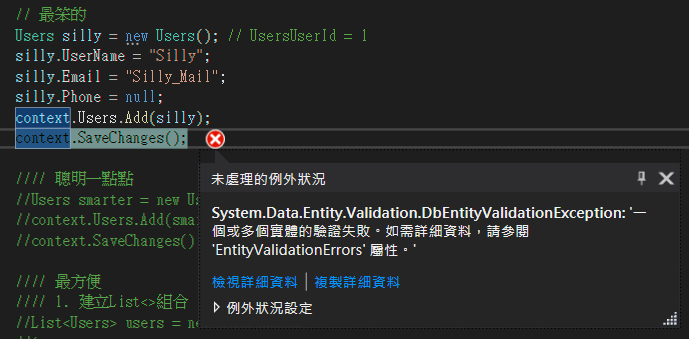 // 最笨的
Users silly = new Users(); // UsersUserId = 1
silly.UserName = "Silly";
silly.Email = "Silly_Mail";
silly.Phone = null;
context.Users.Add(silly);
context.SaveChanges();
//// 聰明一點點
//Users smarter = new Us
//context.Users.Add(sma
//context.SaveChanges()
//// 最方便
//// 1. 建立List<>組合
//List<Users> users = ne
未處理的例外狀況
System.Data.Entity.Validation.DbEntityValidationException: '一
個或多個實體的驗證失敗。如需詳細資料，請參閱
'EntityValidationErrors' 屬性。'
檢視詳細資料 | 複製詳細資料
例外狀況設定